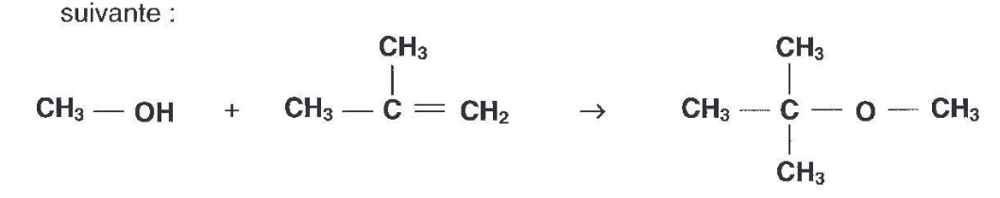 suivante :
CH₃ CH₃
CH₃ — OH + CH₃ — C = CH₂ → CH₃ — C — O — CH₃
CH₃